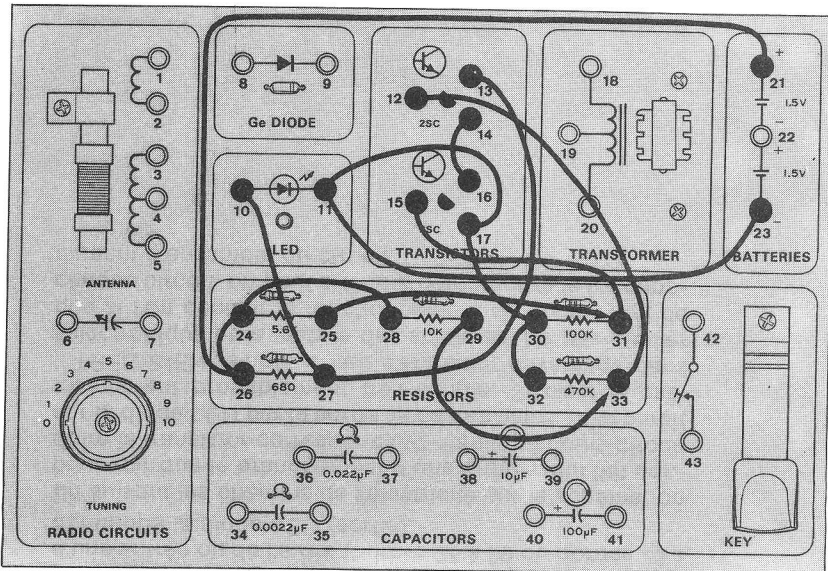 1
2
3
4
5
ANTENNA
6
7
0 1 2 3 4 5 6 7 8 9 10
TUNING
RADIO CIRCUITS
8
9
Ge DIODE
10
11
LED
12
13
2SC
14
15
16
SC
17
TRANSISTORS
18
19
20
TRANSFORMER
+
21
1.5V
−
22
+
1.5V
23
−
BATTERIES
24
5.6
25
28
10K
29
30
100K
31
26
680
27
32
470K
33
RESISTORS
36
0.022µF
37
38
+
10µF
39
34
0.0022µF
35
40
+
100µF
41
CAPACITORS
42
43
KEY